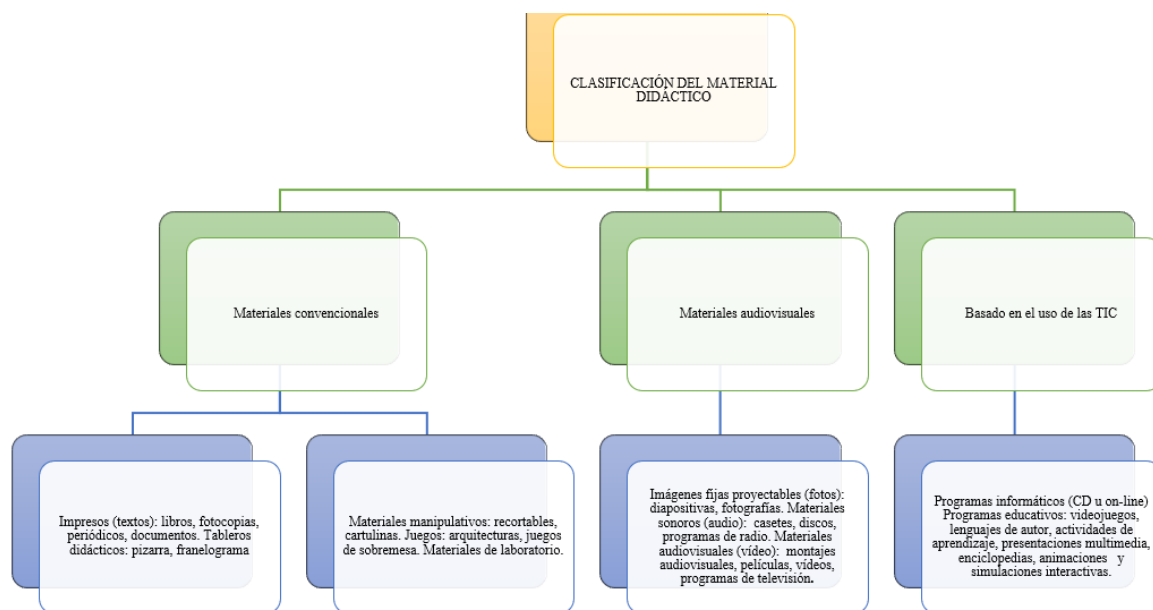 CLASIFICACIÓN DEL MATERIAL
DIDÁCTICO
Materiales convencionales
Materiales audiovisuales
Basado en el uso de las TIC
Impresos (textos): libros, fotocopias,
periódicos, documentos. Tableros
didácticos: pizarra, franelograma
Materiales manipulativos: recortables,
cartulinas. Juegos: arquitecturas, juegos
de sobremesa. Materiales de laboratorio.
Imágenes fijas proyectables (fotos):
diapositivas, fotografías. Materiales
sonoros (audio): casetes, discos,
programas de radio. Materiales
audiovisuales (vídeo): montajes
audiovisuales, películas, vídeos,
programas de televisión.
Programas informáticos (CD u on-line)
Programas educativos: videojuegos,
lenguajes de autor, actividades de
aprendizaje, presentaciones multimedia,
enciclopedias, animaciones y
simulaciones interactivas.